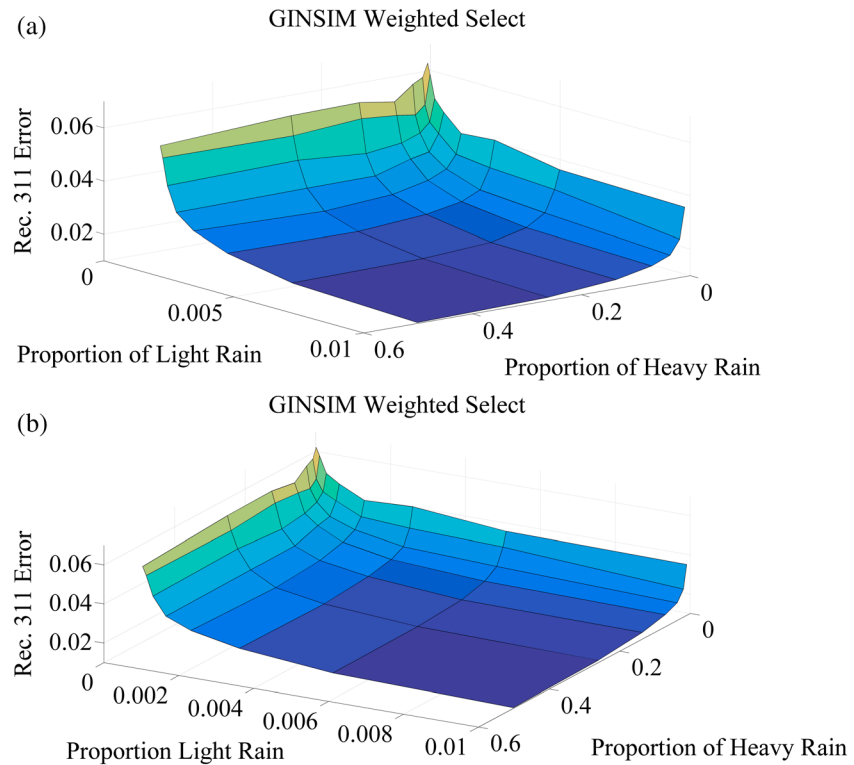 (a)
GINSIM Weighted Select
Rec. 311 Error
0.06
0.04
0.02
0
0.005
0.01
Proportion of Light Rain
0.6
0.4
0.2
0
Proportion of Heavy Rain
(b)
GINSIM Weighted Select
Rec. 311 Error
0.06
0.04
0.02
0
0.002
0.004
0.006
0.008
0.01
Proportion Light Rain
0.6
0.4
0.2
0
Proportion of Heavy Rain